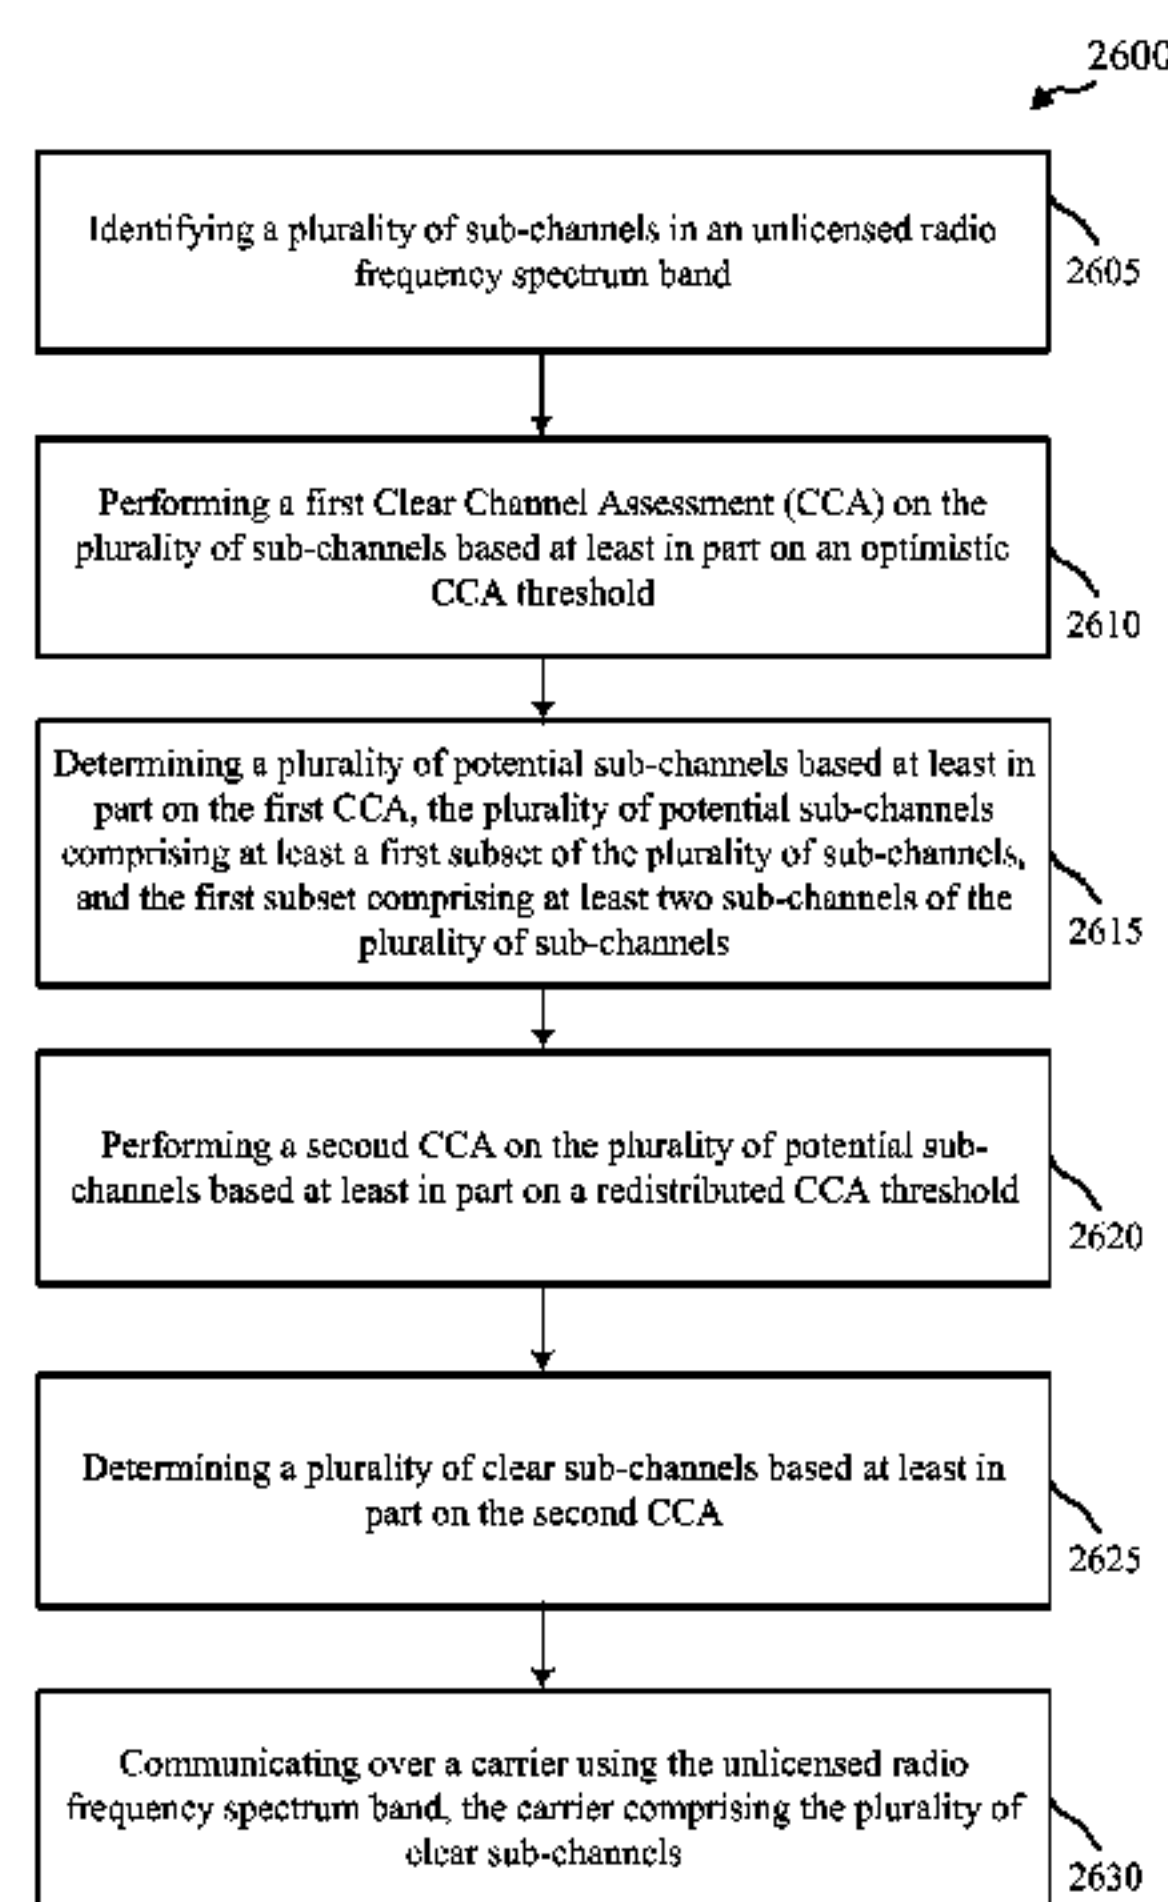 2600
Identifying a plurality of sub-channels in an unlicensed radio
frequency spectrum band
2605
Performing a first Clear Channel Assessment (CCA) on the
plurality of sub-channels based at least in part on an optimistic
CCA threshold
2610
Determining a plurality of potential sub-channels based at least in
part on the first CCA, the plurality of potential sub-channels
comprising at least a first subset of the plurality of sub-channels,
and the first subset comprising at least two sub-channels of the
plurality of sub-channels
2615
Performing a second CCA on the plurality of potential sub-
channels based at least in part on a redistributed CCA threshold
2620
Determining a plurality of clear sub-channels based at least in
part on the second CCA
2625
Communicating over a carrier using the unlicensed radio
frequency spectrum band, the carrier comprising the plurality of
clear sub-channels
2630